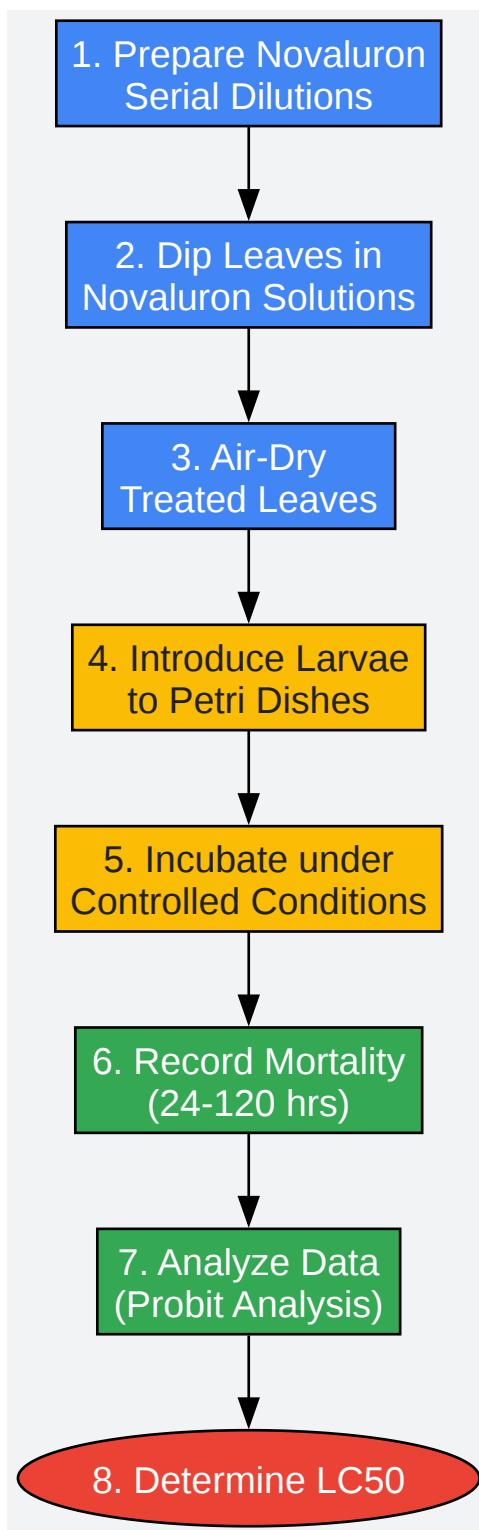 1. Prepare Novaluron
Serial Dilutions
2. Dip Leaves in
Novaluron Solutions
3. Air-Dry
Treated Leaves
4. Introduce Larvae
to Petri Dishes
5. Incubate under
Controlled Conditions
6. Record Mortality
(24-120 hrs)
7. Analyze Data
(Probit Analysis)
8. Determine LC50